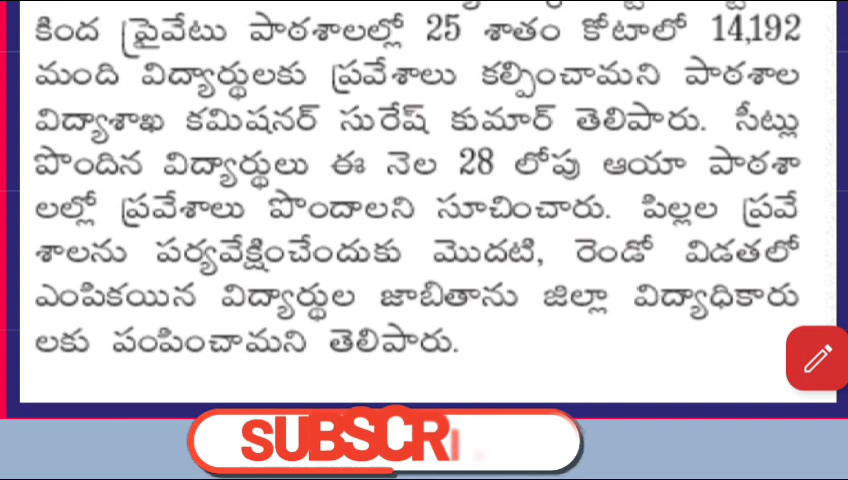 కింద ప్రైవేటు పాఠశాలల్లో 25 శాతం కోటాలో 14,192
మంది విద్యార్థులకు ప్రవేశాలు కల్పించామని పాఠశాల
విద్యాశాఖ కమిషనర్ సురేష్ కుమార్ తెలిపారు. సీట్లు
పొందిన విద్యార్థులు ఈ నెల 28 లోపు ఆయా పాఠశా
లల్లో ప్రవేశాలు పొందాలని సూచించారు. పిల్లల ప్రవే
శాలను పర్యవేక్షించేందుకు మొదటి, రెండో విడతలో
ఎంపికయిన విద్యార్థుల జాబితాను జిల్లా విద్యాధికారు
లకు పంపించామని తెలిపారు.
SUBSCRI